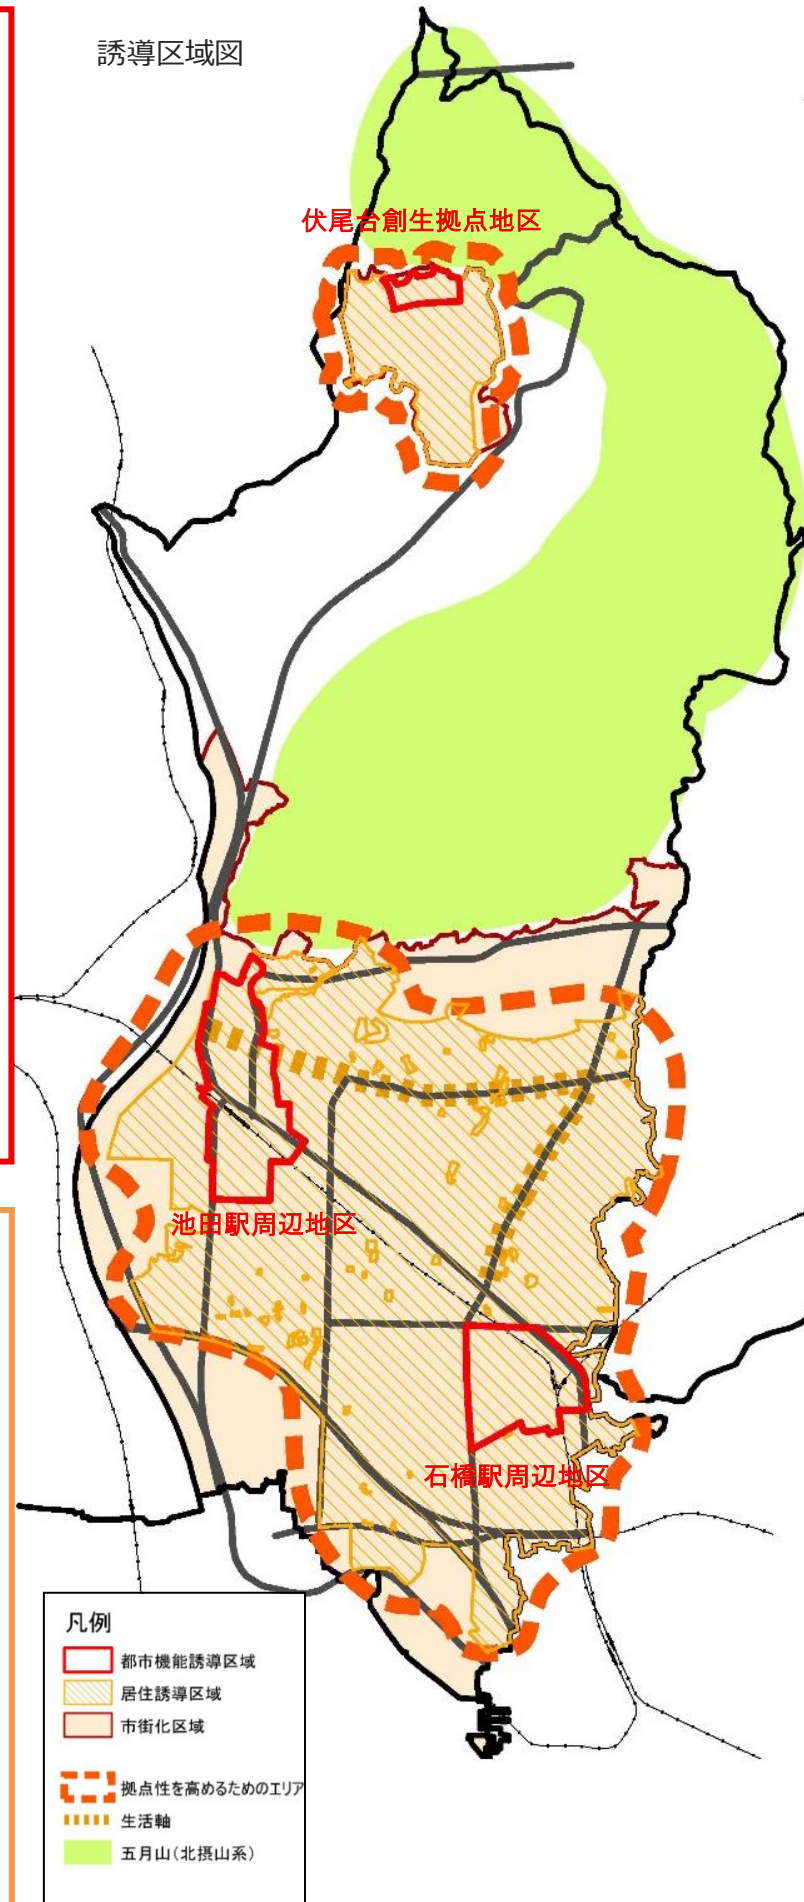 誘導区域図
伏尾台創生拠点地区
池田駅周辺地区
石橋駅周辺地区
凡例
都市機能誘導区域
居住誘導区域
市街化区域
拠点性を高めるためのエリア
生活軸
五月山(北摂山系)